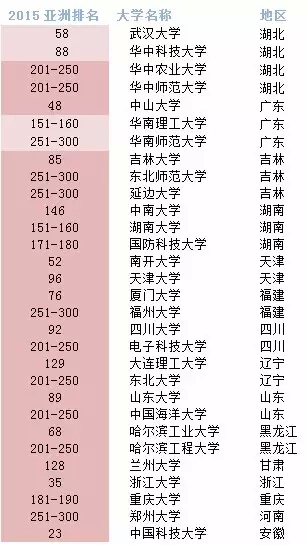 2015亚洲排名 大学名称 地区
58 武汉大学 湖北
88 华中科技大学 湖北
201-250 华中农业大学 湖北
201-250 华中师范大学 湖北
48 中山大学 广东
151-160 华南理工大学 广东
251-300 华南师范大学 广东
85 吉林大学 吉林
251-300 东北师范大学 吉林
251-300 延边大学 吉林
146 中南大学 湖南
151-160 湖南大学 湖南
171-180 国防科技大学 湖南
52 南开大学 天津
96 天津大学 天津
76 厦门大学 福建
251-300 福州大学 福建
92 四川大学 四川
201-250 电子科技大学 四川
129 大连理工大学 辽宁
201-250 东北大学 辽宁
89 山东大学 山东
201-250 中国海洋大学 山东
68 哈尔滨工业大学 黑龙江
201-250 哈尔滨工程大学 黑龙江
128 兰州大学 甘肃
35 浙江大学 浙江
181-190 重庆大学 重庆
251-300 郑州大学 河南
23 中国科技大学 安徽